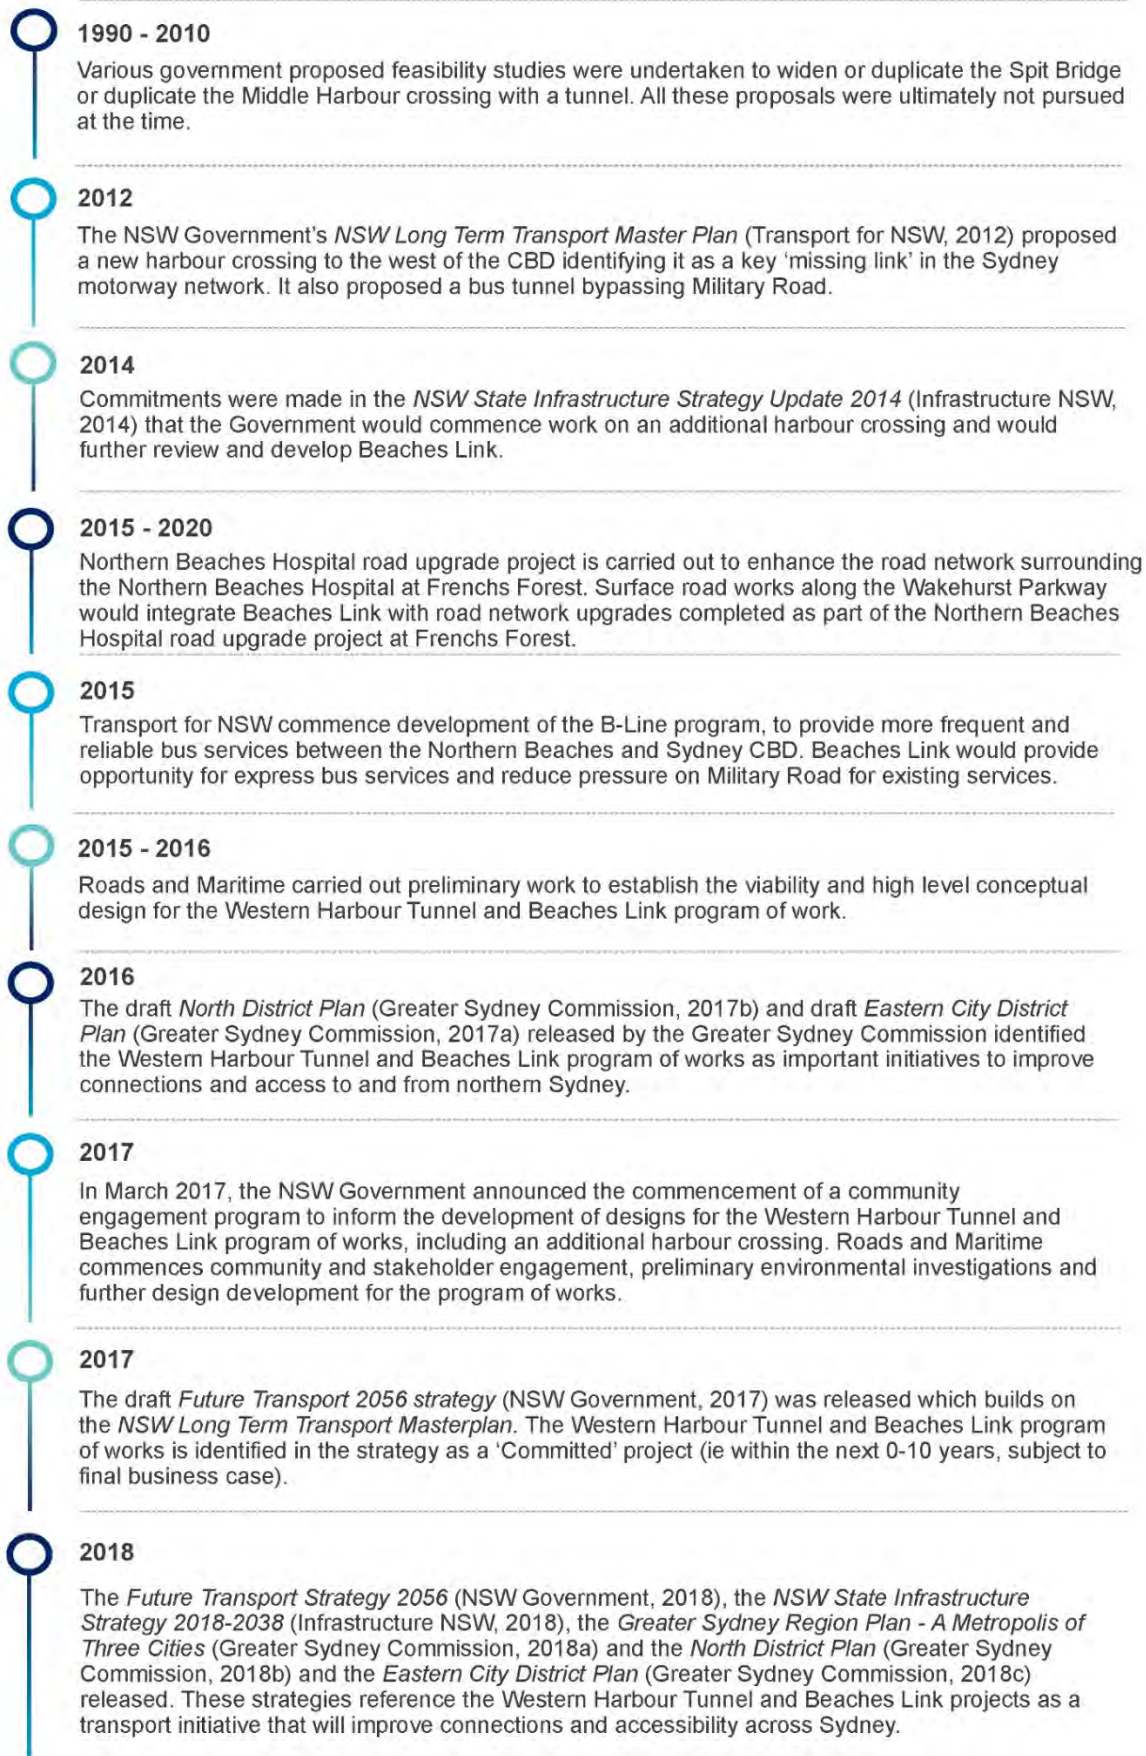 1990 - 2010
Various government proposed feasibility studies were undertaken to widen or duplicate the Spit Bridge
or duplicate the Middle Harbour crossing with a tunnel. All these proposals were ultimately not pursued
at the time.
2012
The NSW Government's NSW Long Term Transport Master Plan (Transport for NSW, 2012) proposed
a new harbour crossing to the west of the CBD identifying it as a key 'missing link' in the Sydney
motorway network. It also proposed a bus tunnel bypassing Military Road.
2014
Commitments were made in the NSW State Infrastructure Strategy Update 2014 (Infrastructure NSW,
2014) that the Government would commence work on an additional harbour crossing and would
further review and develop Beaches Link.
2015 - 2020
Northern Beaches Hospital road upgrade project is carried out to enhance the road network surrounding
the Northern Beaches Hospital at Frenchs Forest. Surface road works along the Wakehurst Parkway
would integrate Beaches Link with road network upgrades completed as part of the Northern Beaches
Hospital road upgrade project at Frenchs Forest.
2015
Transport for NSW commence development of the B-Line program, to provide more frequent and
reliable bus services between the Northern Beaches and Sydney CBD. Beaches Link would provide
opportunity for express bus services and reduce pressure on Military Road for existing services.
2015 - 2016
Roads and Maritime carried out preliminary work to establish the viability and high level conceptual
design for the Western Harbour Tunnel and Beaches Link program of work.
2016
The draft North District Plan (Greater Sydney Commission, 2017b) and draft Eastern City District
Plan (Greater Sydney Commission, 2017a) released by the Greater Sydney Commission identified
the Western Harbour Tunnel and Beaches Link program of works as important initiatives to improve
connections and access to and from northern Sydney.
2017
In March 2017, the NSW Government announced the commencement of a community
engagement program to inform the development of designs for the Western Harbour Tunnel and
Beaches Link program of works, including an additional harbour crossing. Roads and Maritime
commences community and stakeholder engagement, preliminary environmental investigations and
further design development for the program of works.
2017
The draft Future Transport 2056 strategy (NSW Government, 2017) was released which builds on
the NSW Long Term Transport Masterplan. The Western Harbour Tunnel and Beaches Link program
of works is identified in the strategy as a 'Committed' project (ie within the next 0-10 years, subject to
final business case).
2018
The Future Transport Strategy 2056 (NSW Government, 2018), the NSW State Infrastructure
Strategy 2018-2038 (Infrastructure NSW, 2018), the Greater Sydney Region Plan - A Metropolis of
Three Cities (Greater Sydney Commission, 2018a) and the North District Plan (Greater Sydney
Commission, 2018b) and the Eastern City District Plan (Greater Sydney Commission, 2018c)
released. These strategies reference the Western Harbour Tunnel and Beaches Link projects as a
transport initiative that will improve connections and accessibility across Sydney.